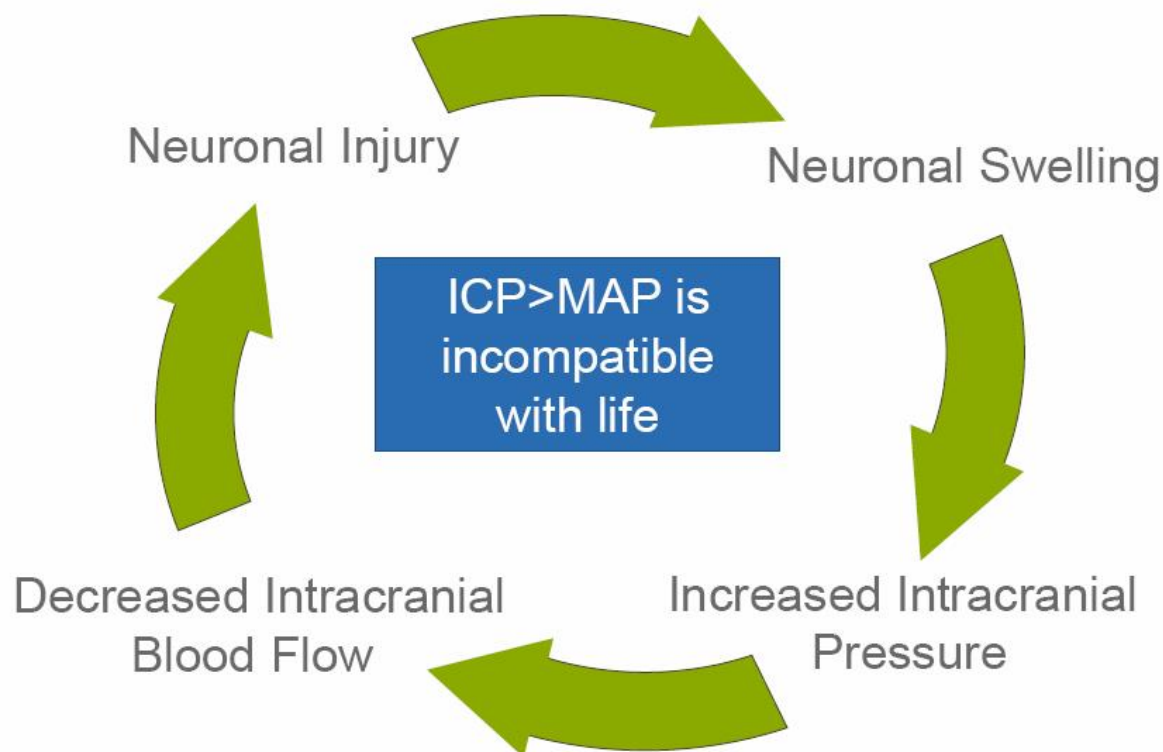 Neuronal Injury
Neuronal Swelling
ICP>MAP is
incompatible
with life
Decreased Intracranial
Blood Flow
Increased Intracranial
Pressure